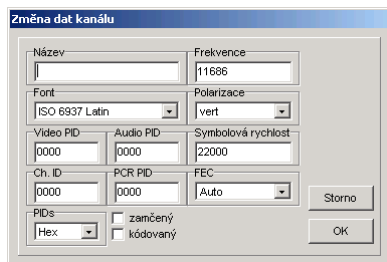 Změna dat kanálu
Název
Frekvence
11686
Font
Polarizace
ISO 6937 Latin
vert
Video PID
Audio PID
Symbolová rychlost
0000
0000
22000
Ch. ID
PCR PID
FEC
0000
0000
Auto
Storno
PIDs
zamčený
Hex
kódovaný
OK